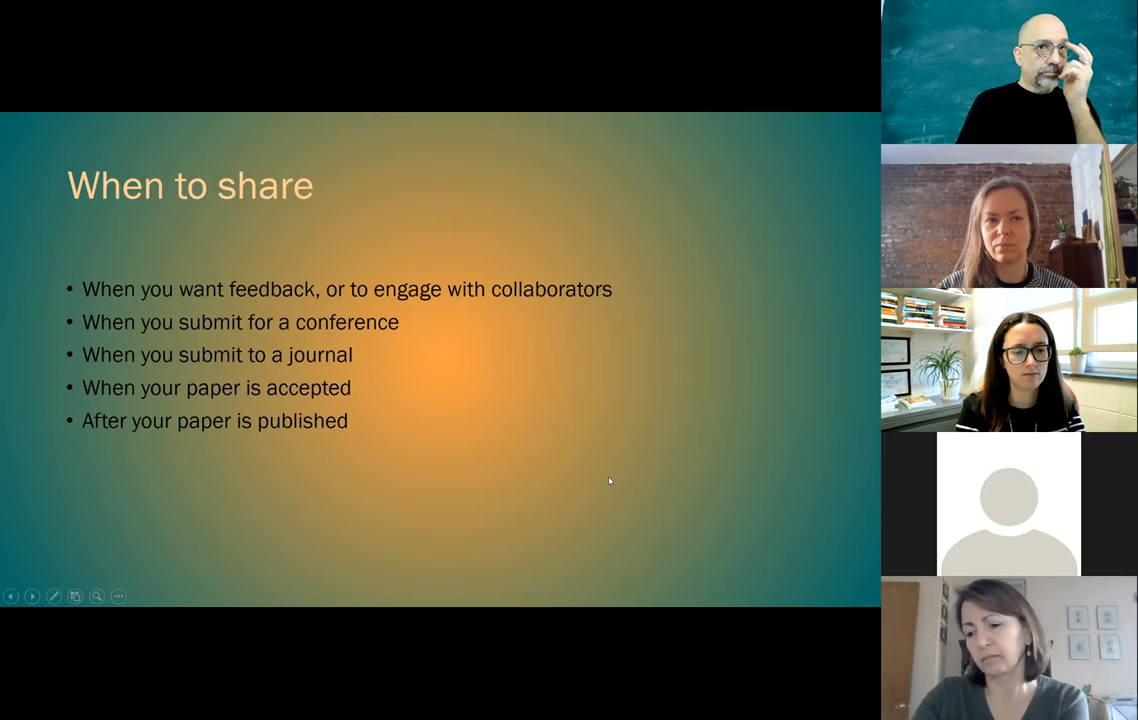 When to share
• When you want feedback, or to engage with collaborators
• When you submit for a conference
• When you submit to a journal
• When your paper is accepted
• After your paper is published